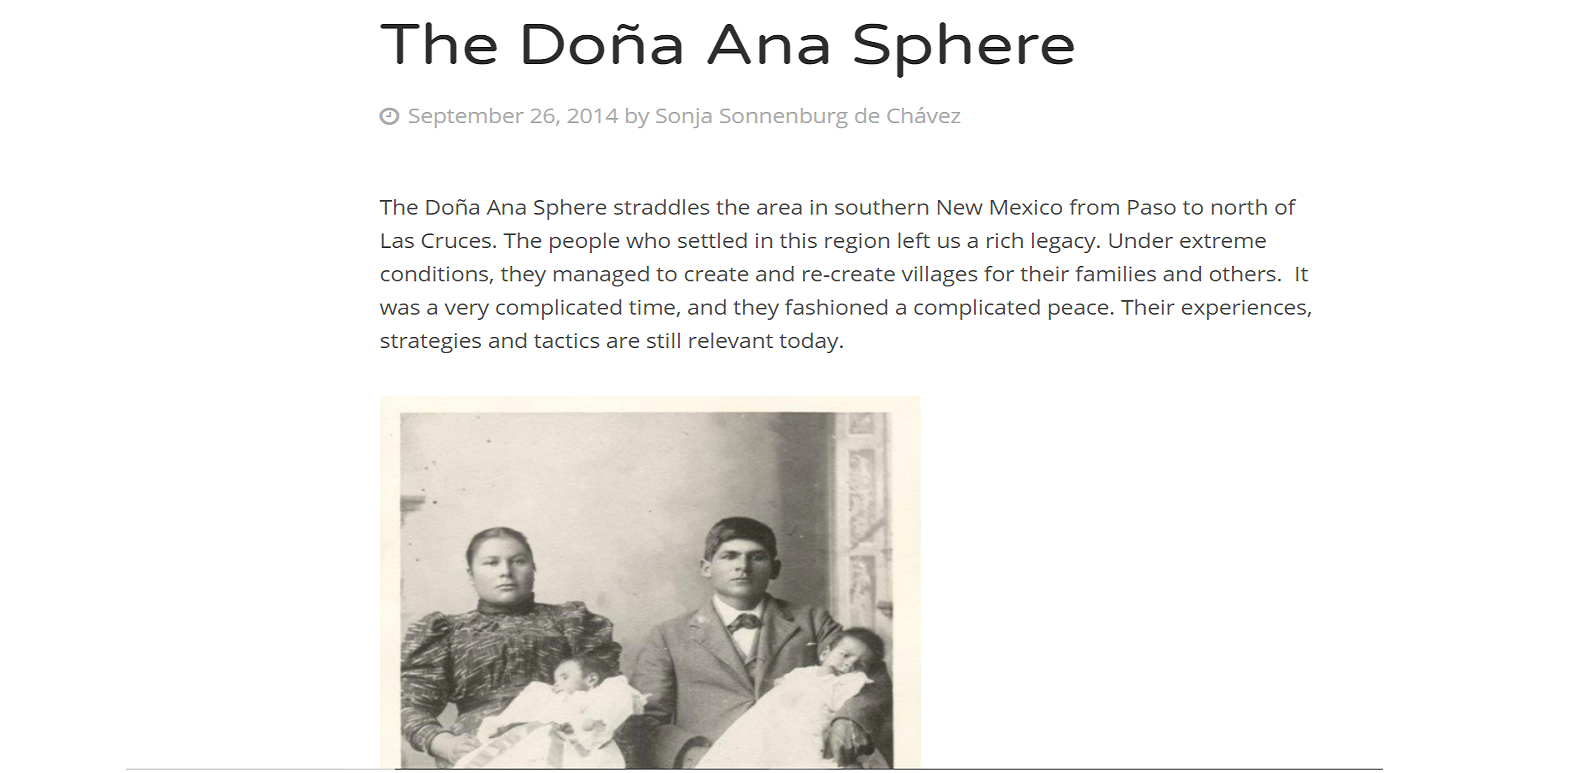 The Doña Ana Sphere
September 26, 2014 by Sonja Sonnenburg de Chávez
The Doña Ana Sphere straddles the area in southern New Mexico from Paso to north of
Las Cruces. The people who settled in this region left us a rich legacy. Under extreme
conditions, they managed to create and re-create villages for their families and others.  It
was a very complicated time, and they fashioned a complicated peace. Their experiences,
strategies and tactics are still relevant today.